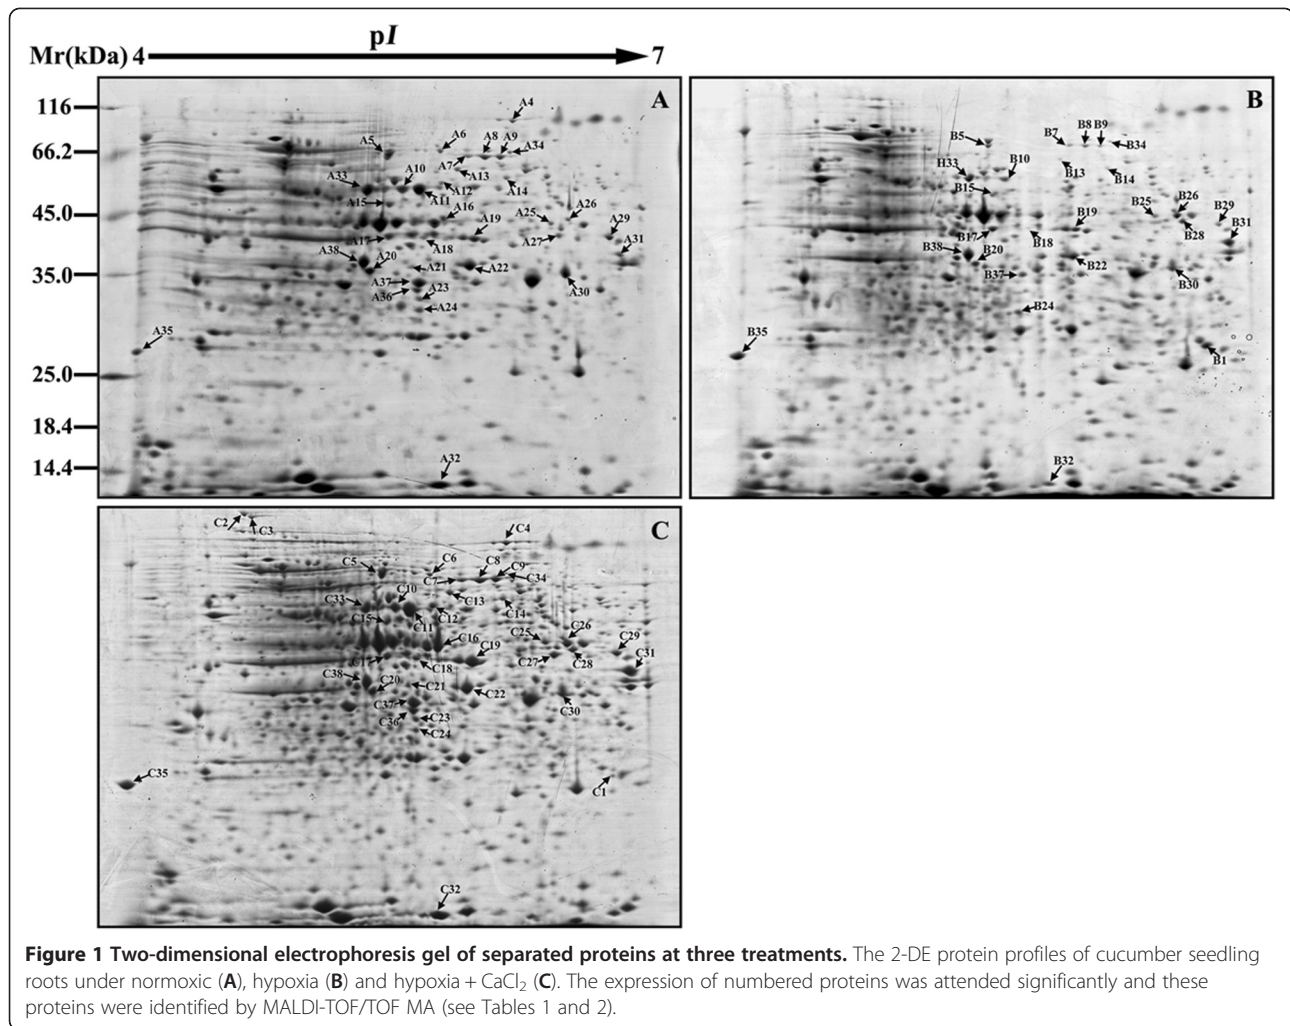 pI
Mr(kDa) 4 7
A
116
66.2
45.0
35.0
25.0
18.4
14.4
A4
A5 A6 A8 A9 A34
A7 A13
A33 A10 A12 A14
A11
A15 A16 A25 A26
A19 A29
A17 A18 A27 A31
A38 A20
A21 A22
A37 A23 A30
A36
A24
A35
A32
B
B5 B7 B8 B9 B34
H33 B10 B13 B14
B15
B25 B26
B19 B28 B29
B17 B18 B31
B38 B20
B37 B22
B30
B24
B35
B1
B32
C
C2 C3 C4
C5 C6 C8 C9
C7 C34
C10 C13
C33 C12 C14
C15 C11
C16 C25 C26
C19 C29
C17 C18 C27 C28 C31
C38 C20
C21 C22
C37 C30
C36 C23
C24
C35 C1
C32
Figure 1 Two-dimensional electrophoresis gel of separated proteins at three treatments. The 2-DE protein profiles of cucumber seedling
roots under normoxic (A), hypoxia (B) and hypoxia + CaCl₂ (C). The expression of numbered proteins was attended significantly and these
proteins were identified by MALDI-TOF/TOF MA (see Tables 1 and 2).